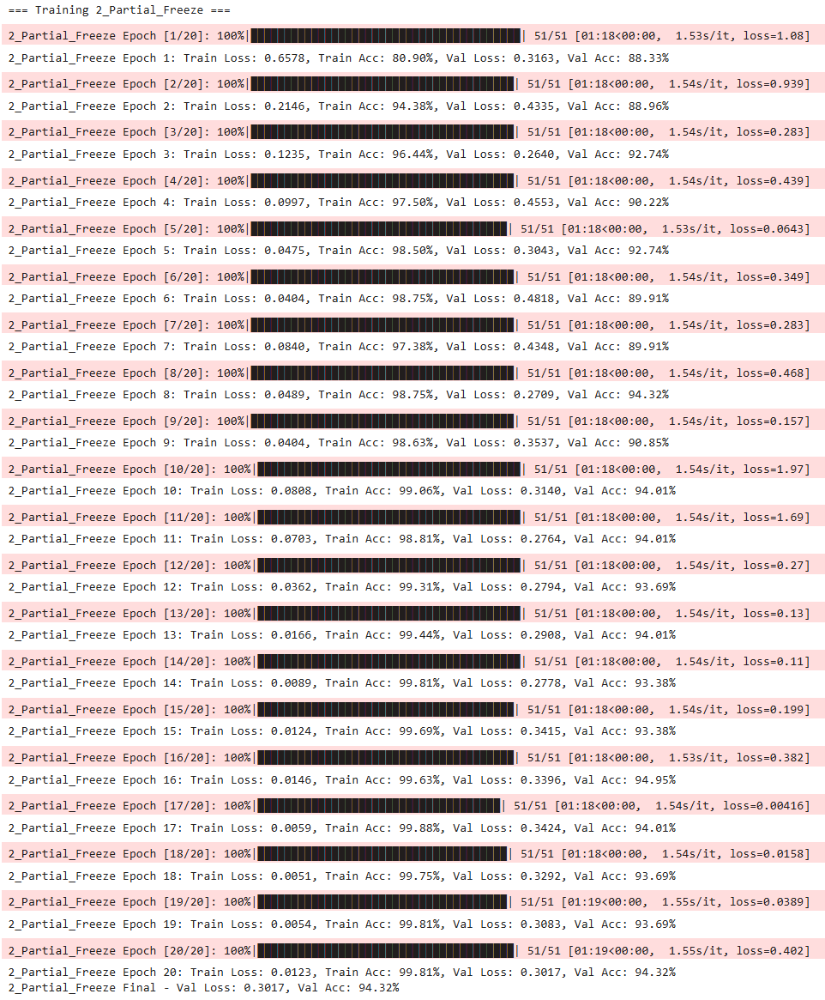 === Training 2_Partial_Freeze ===
2_Partial_Freeze Epoch [1/20]: 100%|██████████| 51/51 [01:18<00:00,  1.53s/it, loss=1.08]
2_Partial_Freeze Epoch 1: Train Loss: 0.6578, Train Acc: 80.90%, Val Loss: 0.3163, Val Acc: 88.33%
2_Partial_Freeze Epoch [2/20]: 100%|██████████| 51/51 [01:18<00:00,  1.54s/it, loss=0.939]
2_Partial_Freeze Epoch 2: Train Loss: 0.2146, Train Acc: 94.38%, Val Loss: 0.4335, Val Acc: 88.96%
2_Partial_Freeze Epoch [3/20]: 100%|██████████| 51/51 [01:18<00:00,  1.54s/it, loss=0.283]
2_Partial_Freeze Epoch 3: Train Loss: 0.1235, Train Acc: 96.44%, Val Loss: 0.2640, Val Acc: 92.74%
2_Partial_Freeze Epoch [4/20]: 100%|██████████| 51/51 [01:18<00:00,  1.54s/it, loss=0.439]
2_Partial_Freeze Epoch 4: Train Loss: 0.0997, Train Acc: 97.50%, Val Loss: 0.4553, Val Acc: 90.22%
2_Partial_Freeze Epoch [5/20]: 100%|██████████| 51/51 [01:18<00:00,  1.53s/it, loss=0.0643]
2_Partial_Freeze Epoch 5: Train Loss: 0.0475, Train Acc: 98.50%, Val Loss: 0.3043, Val Acc: 92.74%
2_Partial_Freeze Epoch [6/20]: 100%|██████████| 51/51 [01:18<00:00,  1.54s/it, loss=0.349]
2_Partial_Freeze Epoch 6: Train Loss: 0.0404, Train Acc: 98.75%, Val Loss: 0.4818, Val Acc: 89.91%
2_Partial_Freeze Epoch [7/20]: 100%|██████████| 51/51 [01:18<00:00,  1.54s/it, loss=0.283]
2_Partial_Freeze Epoch 7: Train Loss: 0.0840, Train Acc: 97.38%, Val Loss: 0.4348, Val Acc: 89.91%
2_Partial_Freeze Epoch [8/20]: 100%|██████████| 51/51 [01:18<00:00,  1.54s/it, loss=0.468]
2_Partial_Freeze Epoch 8: Train Loss: 0.0489, Train Acc: 98.75%, Val Loss: 0.2709, Val Acc: 94.32%
2_Partial_Freeze Epoch [9/20]: 100%|██████████| 51/51 [01:18<00:00,  1.54s/it, loss=0.157]
2_Partial_Freeze Epoch 9: Train Loss: 0.0404, Train Acc: 98.63%, Val Loss: 0.3537, Val Acc: 90.85%
2_Partial_Freeze Epoch [10/20]: 100%|██████████| 51/51 [01:18<00:00,  1.54s/it, loss=1.97]
2_Partial_Freeze Epoch 10: Train Loss: 0.0808, Train Acc: 99.06%, Val Loss: 0.3140, Val Acc: 94.01%
2_Partial_Freeze Epoch [11/20]: 100%|██████████| 51/51 [01:18<00:00,  1.54s/it, loss=1.69]
2_Partial_Freeze Epoch 11: Train Loss: 0.0703, Train Acc: 98.81%, Val Loss: 0.2764, Val Acc: 94.01%
2_Partial_Freeze Epoch [12/20]: 100%|██████████| 51/51 [01:18<00:00,  1.54s/it, loss=0.27]
2_Partial_Freeze Epoch 12: Train Loss: 0.0362, Train Acc: 99.31%, Val Loss: 0.2794, Val Acc: 93.69%
2_Partial_Freeze Epoch [13/20]: 100%|██████████| 51/51 [01:18<00:00,  1.54s/it, loss=0.13]
2_Partial_Freeze Epoch 13: Train Loss: 0.0166, Train Acc: 99.44%, Val Loss: 0.2908, Val Acc: 94.01%
2_Partial_Freeze Epoch [14/20]: 100%|██████████| 51/51 [01:18<00:00,  1.54s/it, loss=0.11]
2_Partial_Freeze Epoch 14: Train Loss: 0.0089, Train Acc: 99.81%, Val Loss: 0.2778, Val Acc: 93.38%
2_Partial_Freeze Epoch [15/20]: 100%|██████████| 51/51 [01:18<00:00,  1.54s/it, loss=0.199]
2_Partial_Freeze Epoch 15: Train Loss: 0.0124, Train Acc: 99.69%, Val Loss: 0.3415, Val Acc: 93.38%
2_Partial_Freeze Epoch [16/20]: 100%|██████████| 51/51 [01:18<00:00,  1.53s/it, loss=0.382]
2_Partial_Freeze Epoch 16: Train Loss: 0.0146, Train Acc: 99.63%, Val Loss: 0.3396, Val Acc: 94.95%
2_Partial_Freeze Epoch [17/20]: 100%|██████████| 51/51 [01:18<00:00,  1.54s/it, loss=0.00416]
2_Partial_Freeze Epoch 17: Train Loss: 0.0059, Train Acc: 99.88%, Val Loss: 0.3424, Val Acc: 94.01%
2_Partial_Freeze Epoch [18/20]: 100%|██████████| 51/51 [01:18<00:00,  1.54s/it, loss=0.0158]
2_Partial_Freeze Epoch 18: Train Loss: 0.0051, Train Acc: 99.75%, Val Loss: 0.3292, Val Acc: 93.69%
2_Partial_Freeze Epoch [19/20]: 100%|██████████| 51/51 [01:19<00:00,  1.55s/it, loss=0.0389]
2_Partial_Freeze Epoch 19: Train Loss: 0.0054, Train Acc: 99.81%, Val Loss: 0.3083, Val Acc: 93.69%
2_Partial_Freeze Epoch [20/20]: 100%|██████████| 51/51 [01:19<00:00,  1.55s/it, loss=0.402]
2_Partial_Freeze Epoch 20: Train Loss: 0.0123, Train Acc: 99.81%, Val Loss: 0.3017, Val Acc: 94.32%
2_Partial_Freeze Final - Val Loss: 0.3017, Val Acc: 94.32%